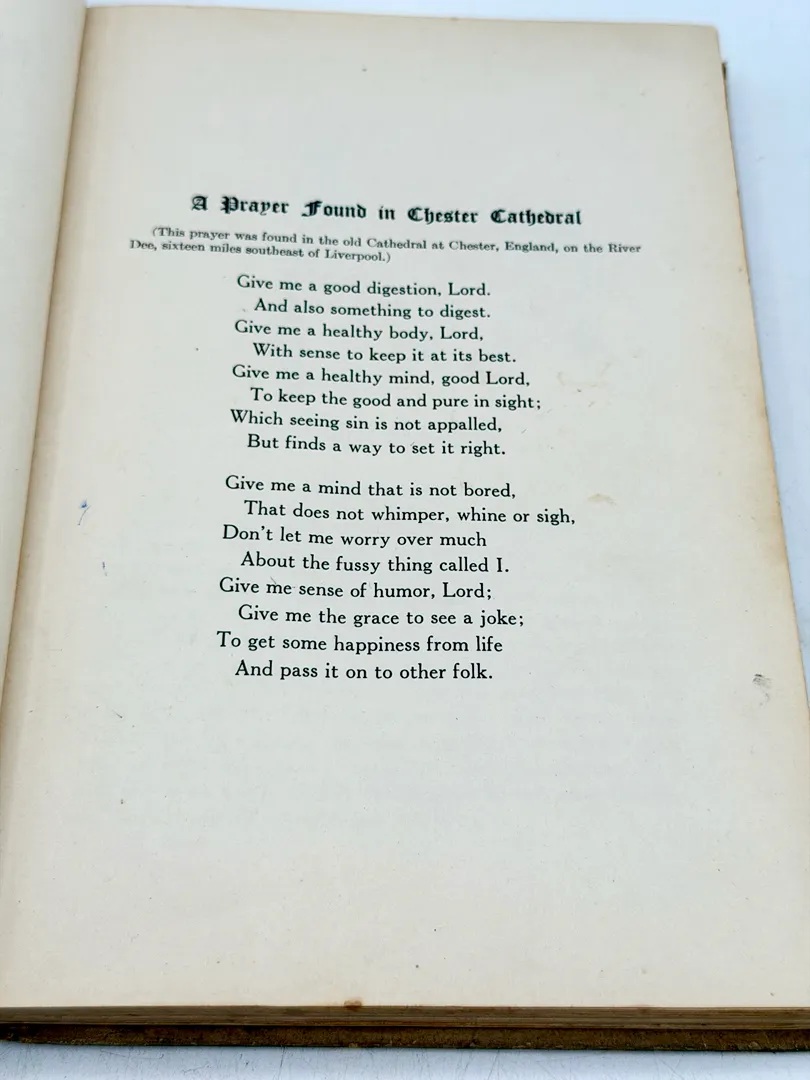 A Prayer Found in Chester Cathedral
(This prayer was found in the old Cathedral at Chester, England, on the River
Dee, sixteen miles southeast of Liverpool.)
Give me a good digestion, Lord.
And also something to digest.
Give me a healthy body, Lord,
With sense to keep it at its best.
Give me a healthy mind, good Lord,
To keep the good and pure in sight;
Which seeing sin is not appalled,
But finds a way to set it right.
Give me a mind that is not bored,
That does not whimper, whine or sigh,
Don't let me worry over much
About the fussy thing called I.
Give me sense of humor, Lord;
Give me the grace to see a joke;
To get some happiness from life
And pass it on to other folk.